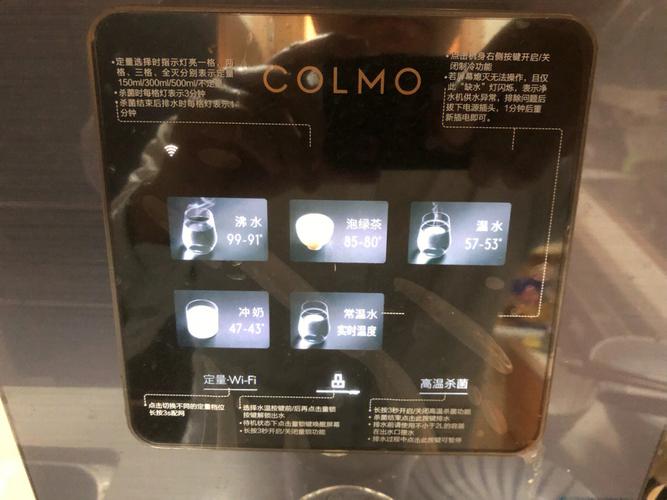 COLMO
·定量选择时指示灯亮一格、两
格、三格、全灭分别表示定量
150ml/300ml/500ml/不定量
·杀菌时每格灯表示3分钟
·杀菌结束后排水时每格灯表示1
分钟
·点击机身右侧按键开启/关
闭制冷功能
·若屏幕熄灭无法操作，且仅
此“缺水”灯闪烁，表示净
水机供水异常，排除问题后
拔下电源插头，1分钟后重
新插电即可。
沸水
99-91°
泡绿茶
85-80°
温水
57-53°
冲奶
47-43°
常温水
实时温度
定量·Wi-Fi
高温杀菌
·点击切换不同的定量档位
长按3s配网
·选择水温按键前/后再点击童锁
按键解锁出水
·待机状态下点击童锁键唤醒屏幕
·长按3秒开启/关闭童锁功能
·长按3秒开启/关闭高温杀菌功能
·杀菌结束点击此按键排水
·排水前请使用不小于2L的容器
在出水口接水
·排水过程中点击此按键可暂停